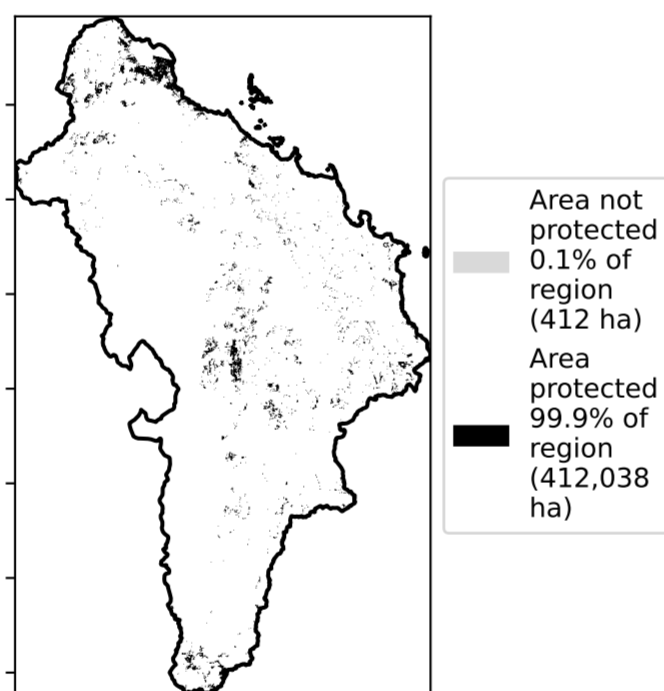 Area not
protected
0.1% of
region
(412 ha)
Area
protected
99.9% of
region
(412,038
ha)